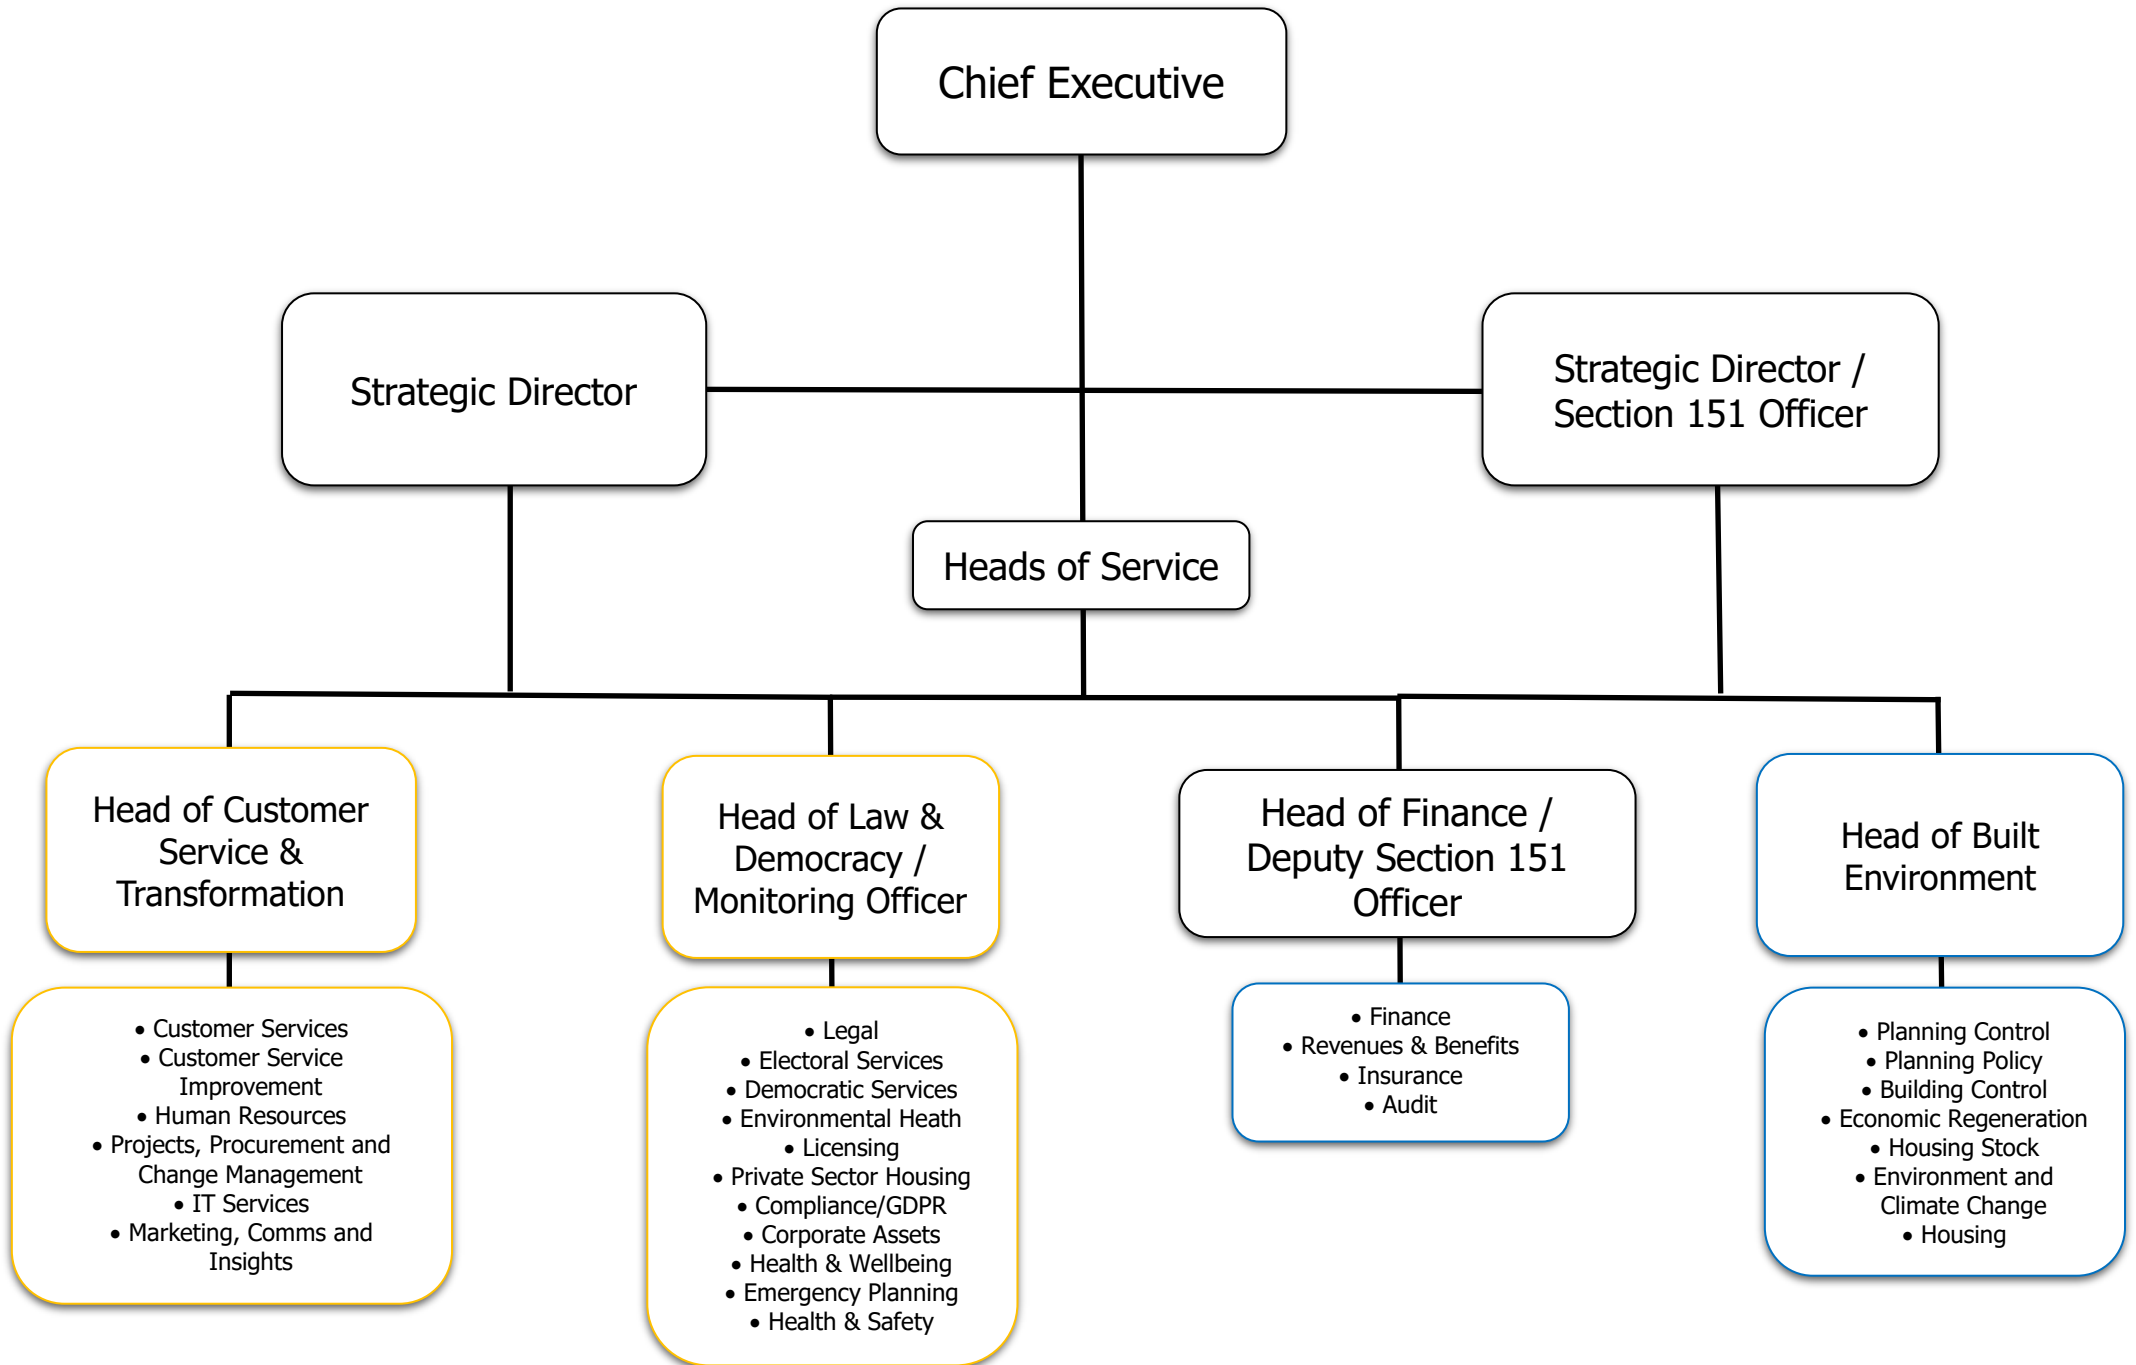 Chief Executive
Strategic Director
Strategic Director /
Section 151 Officer
Heads of Service
Head of Customer
Service &
Transformation
Head of Law &
Democracy /
Monitoring Officer
Head of Finance /
Deputy Section 151
Officer
Head of Built
Environment
• Customer Services
• Customer Service
Improvement
• Human Resources
• Projects, Procurement and
Change Management
• IT Services
• Marketing, Comms and
Insights
• Legal
• Electoral Services
• Democratic Services
• Environmental Heath
• Licensing
• Private Sector Housing
• Compliance/GDPR
• Corporate Assets
• Health & Wellbeing
• Emergency Planning
• Health & Safety
• Finance
• Revenues & Benefits
• Insurance
• Audit
• Planning Control
• Planning Policy
• Building Control
• Economic Regeneration
• Housing Stock
• Environment and
Climate Change
• Housing